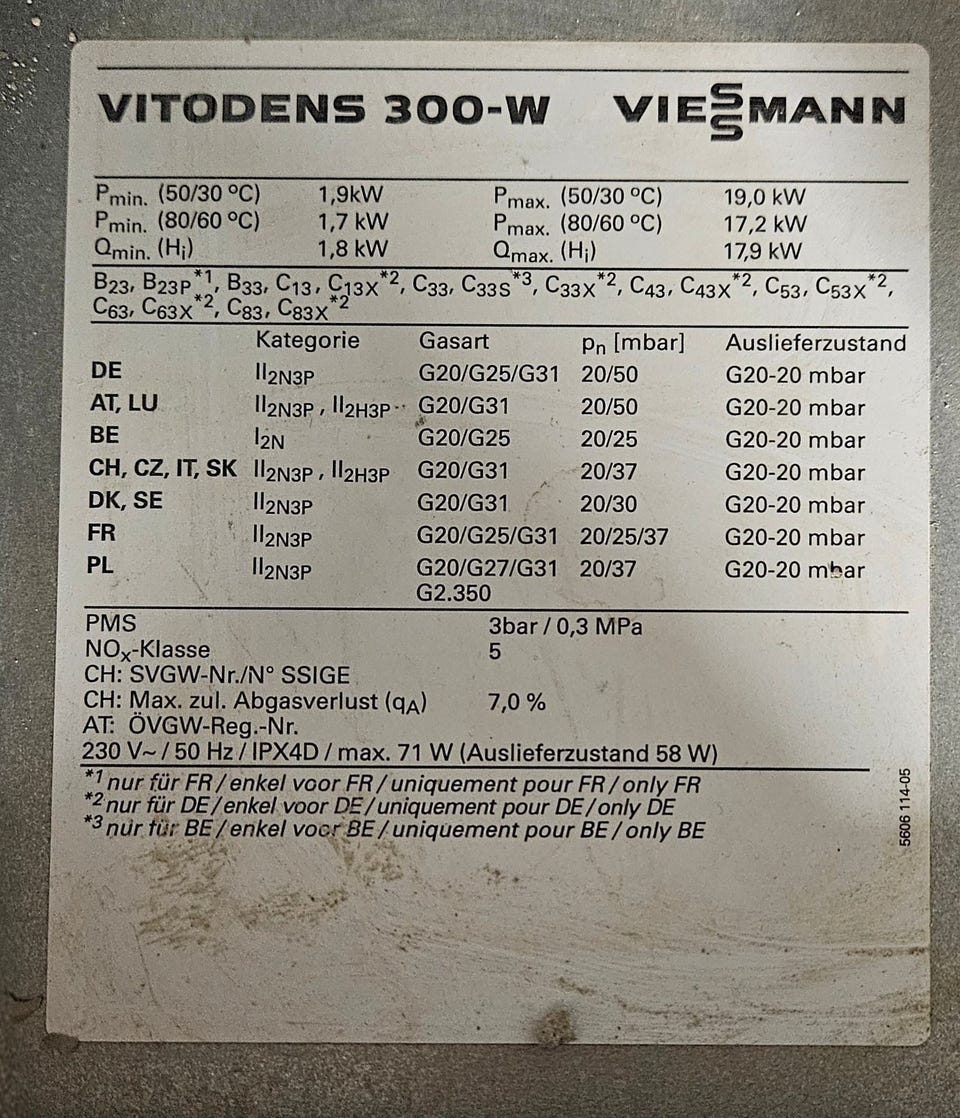 VITODENS 300-W VIESSMANN
Pmin. (50/30 ºC) 1,9kW Pmax. (50/30 ºC) 19,0 kW
Pmin. (80/60 ºC) 1,7 kW Pmax. (80/60 ºC) 17,2 kW
Qmin. (Hi) 1,8 kW Qmax. (Hi) 17,9 kW
B23, B23P*1, B33, C13, C13X*2, C33, C33S*3, C33X*2, C43, C43X*2, C53, C53X*2,
C63, C63X*2, C83, C83X*2
Kategorie Gasart pn [mbar] Auslieferzustand
DE II2N3P G20/G25/G31 20/50 G20-20 mbar
AT, LU II2N3P , II2H3P G20/G31 20/50 G20-20 mbar
BE I2N G20/G25 20/25 G20-20 mbar
CH, CZ, IT, SK II2N3P , II2H3P G20/G31 20/37 G20-20 mbar
DK, SE II2N3P G20/G31 20/30 G20-20 mbar
FR II2N3P G20/G25/G31 20/25/37 G20-20 mbar
PL II2N3P G20/G27/G31 20/37 G20-20 mbar
G2.350
PMS 3bar / 0,3 MPa
NOx-Klasse 5
CH: SVGW-Nr./N° SSIGE
CH: Max. zul. Abgasverlust (qA) 7,0 %
AT: ÖVGW-Reg.-Nr.
230 V~ / 50 Hz / IPX4D / max. 71 W (Auslieferzustand 58 W)
*1 nur für FR / enkel voor FR / uniquement pour FR / only FR
*2 nur für DE / enkel voor DE / uniquement pour DE / only DE
*3 nur für BE / enkel voor BE / uniquement pour BE / only BE
5606 114-05